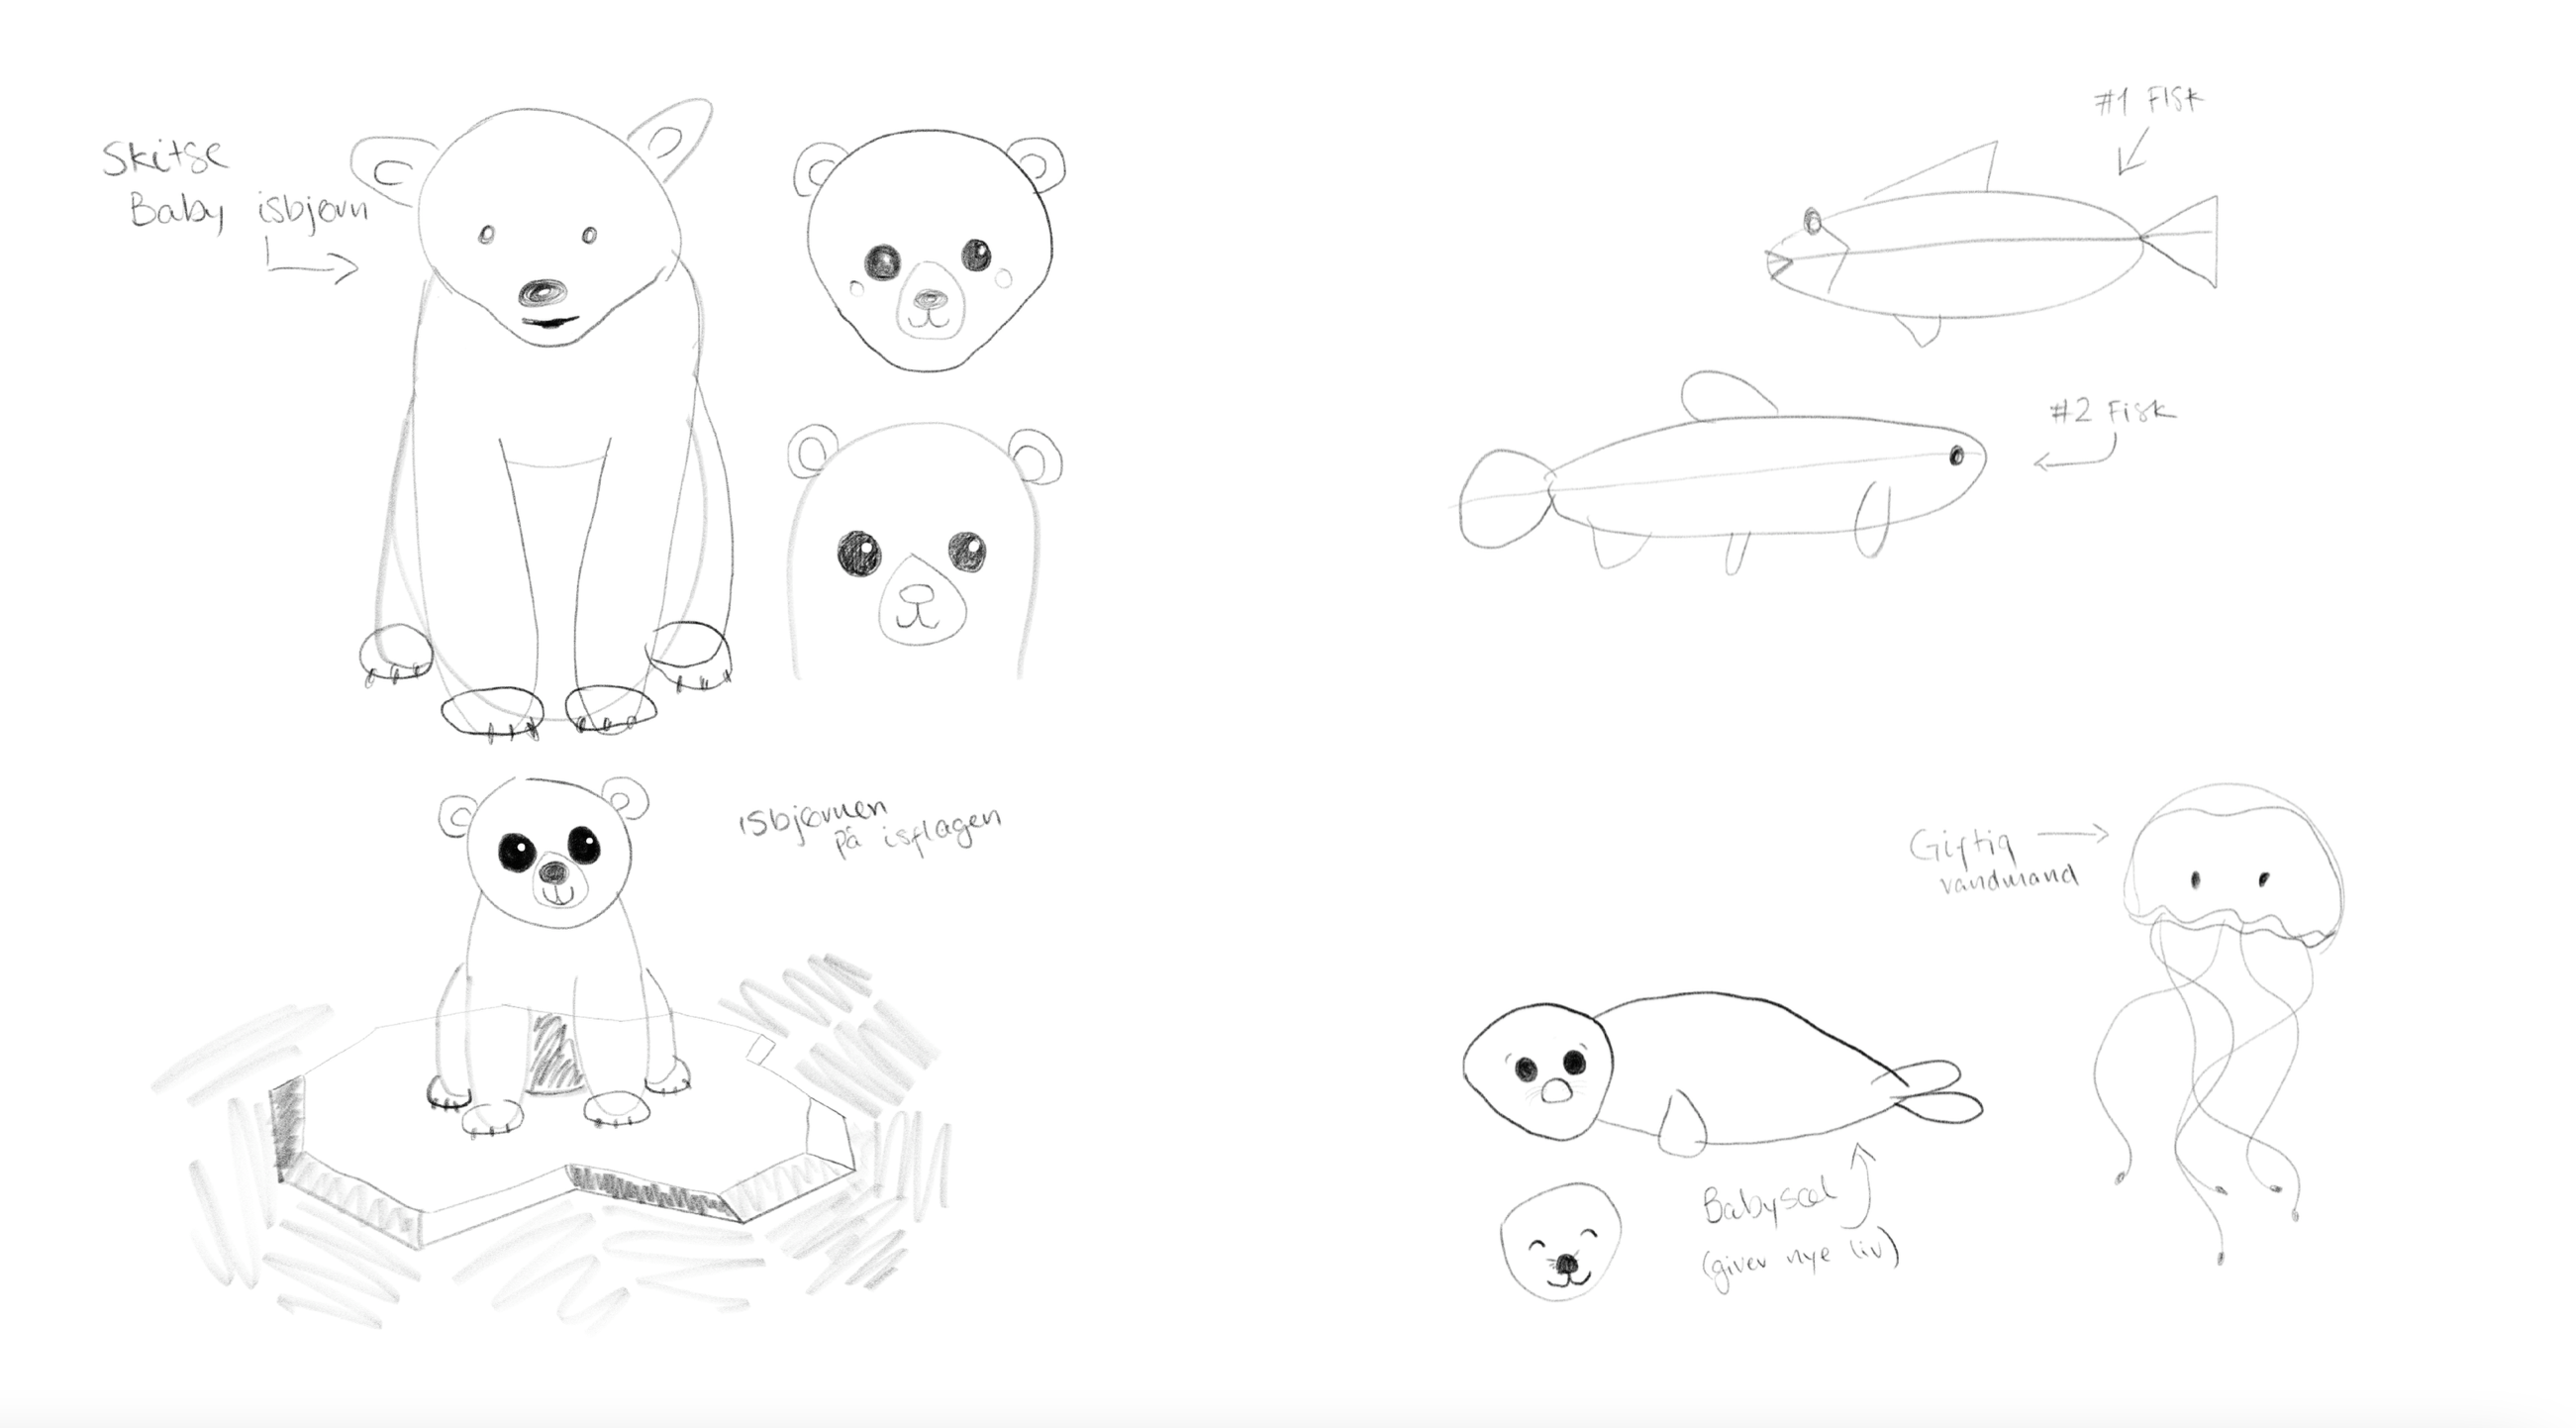 Skitse
Baby isbjørn
isbjørnen
på isflagen
#1 FISK
#2 Fisk
Giftig
vandmand
Babysæl
(giver nye liv)